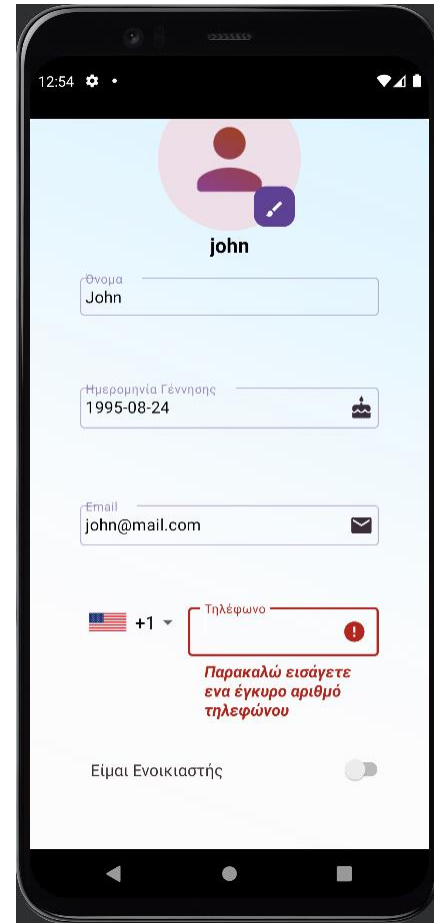 12:54
john
Όνομα
John
Ημερομηνία Γέννησης
1995-08-24
Email
john@mail.com
+1
Τηλέφωνο
Παρακαλώ εισάγετε
ενα έγκυρο αριθμό
τηλεφώνου
Είμαι Ενοικιαστής